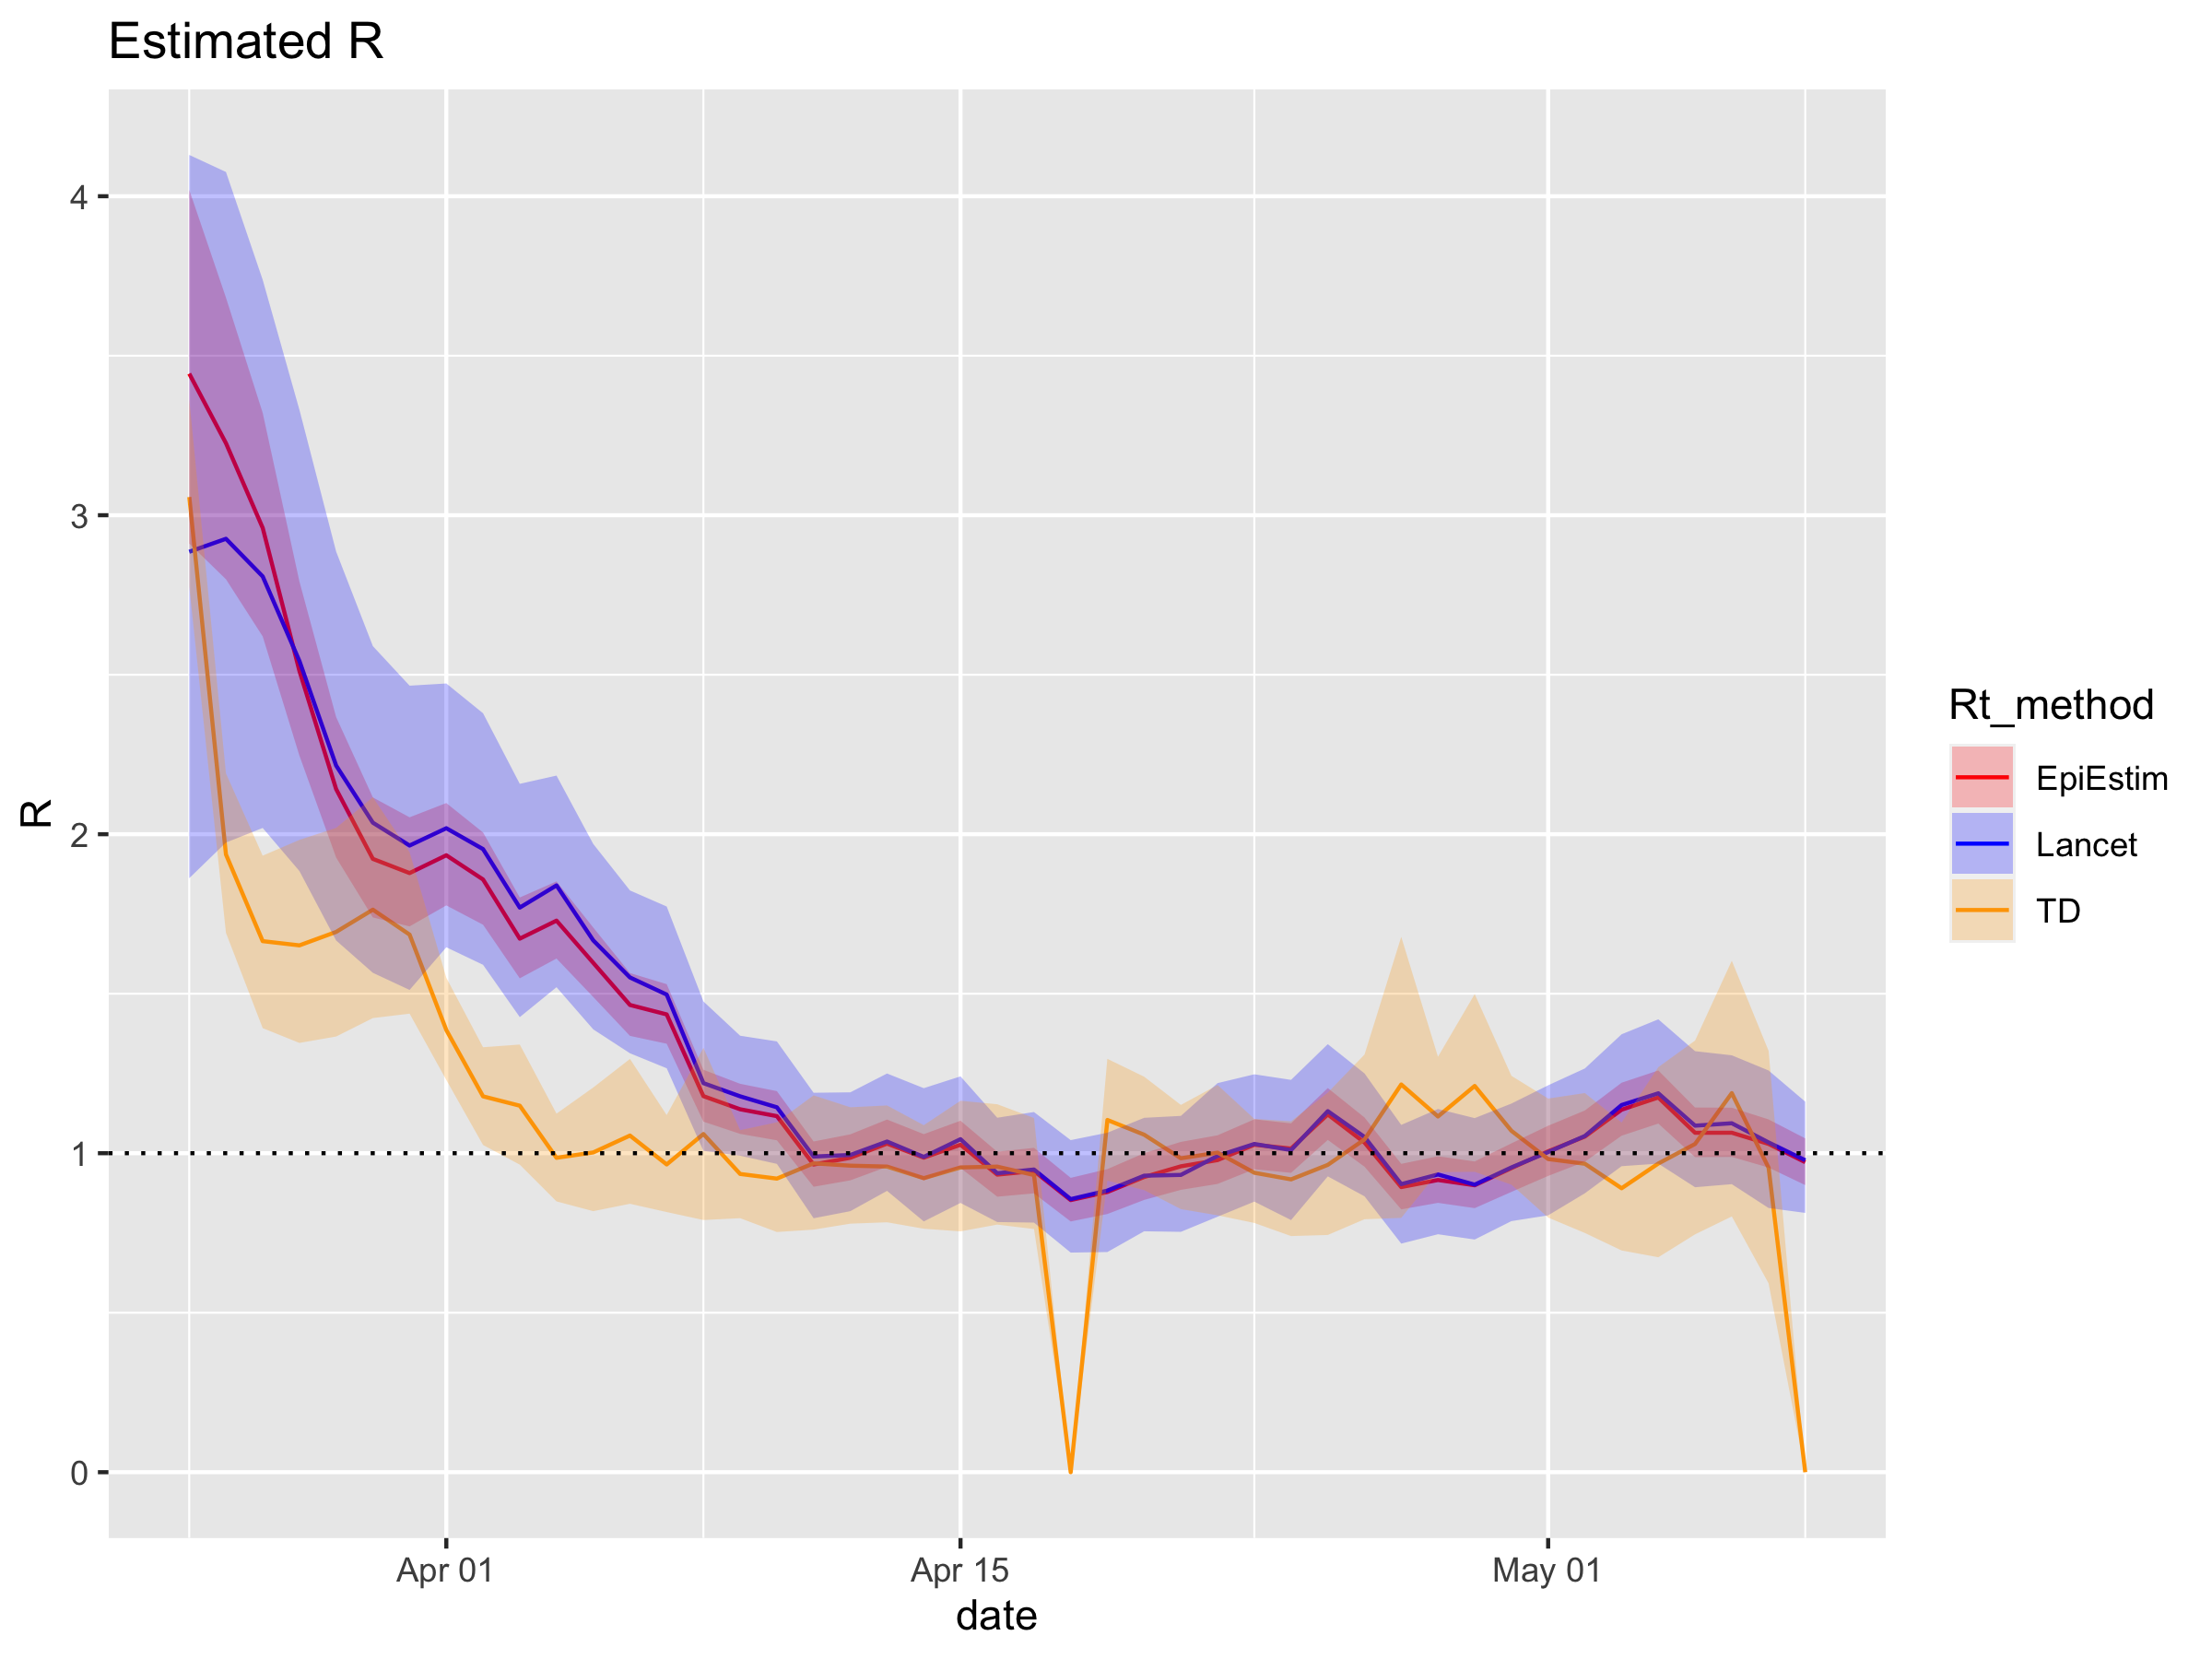 Estimated R
4
3
2
1
0
R
Apr 01
Apr 15
May 01
date
Rt_method
EpiEstim
Lancet
TD